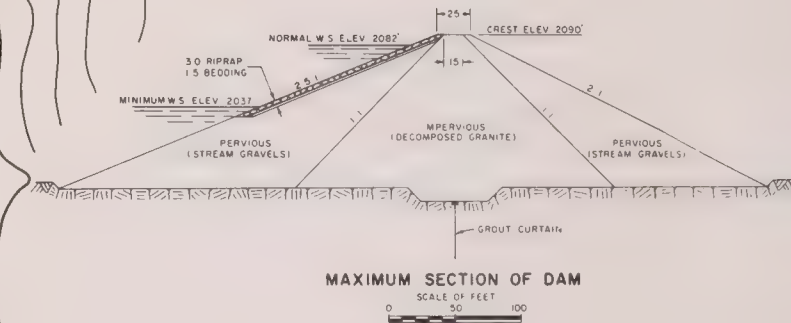 25
NORMAL W S ELEV 2082'
CREST ELEV 2090'
3 0 RIPRAP
1 5 BEDDING
15
2 5 1
2 1
MINIMUM W S ELEV 2037
1 1
1 1
MPERVIOUS
(DECOMPOSED GRANITE)
PERVIOUS
(STREAM GRAVELS)
PERVIOUS
(STREAM GRAVELS)
GROUT CURTAIN
MAXIMUM SECTION OF DAM
SCALE OF FEET
0 50 100